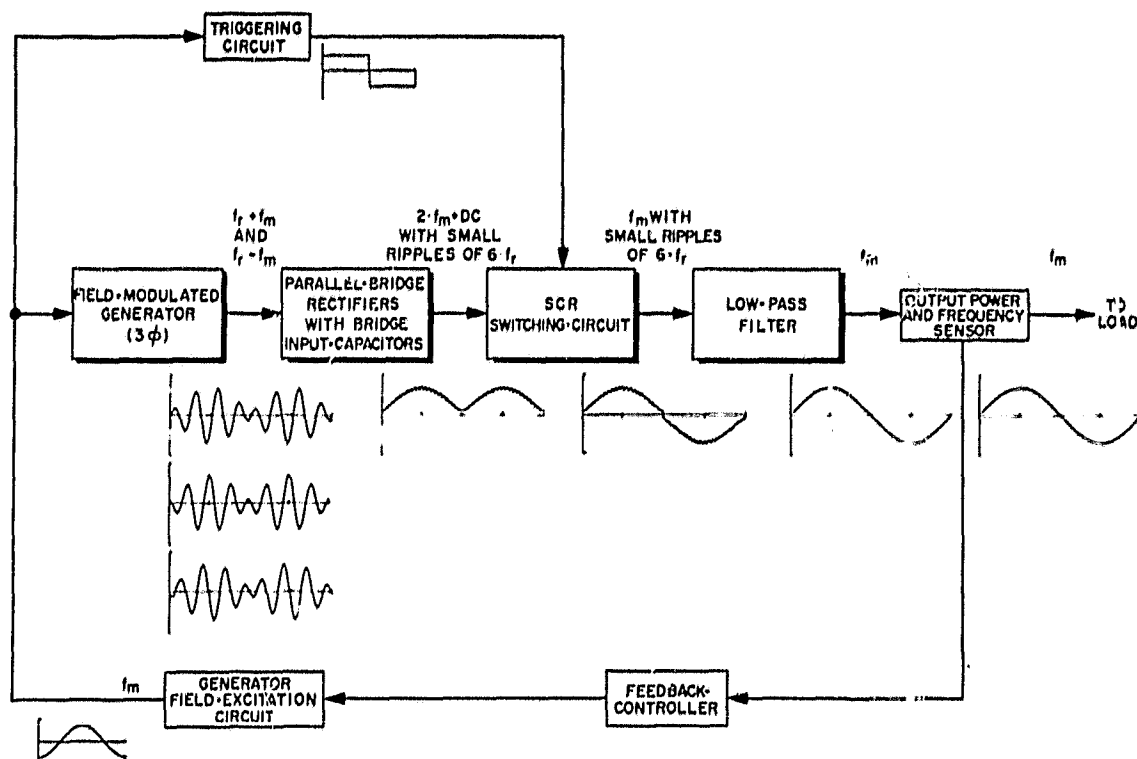 TRIGGERING
CIRCUIT
fr + fm
AND
fr - fm
2·fm+DC
WITH SMALL
RIPPLES OF 6·fr
fm WITH
SMALL RIPPLES
OF 6·fr
fm
fm
FIELD·MODULATED
GENERATOR
(3ϕ)
PARALLEL·BRIDGE
RECTIFIERS
WITH BRIDGE
INPUT·CAPACITORS
SCR
SWITCHING·CIRCUIT
LOW·PASS
FILTER
OUTPUT POWER
AND FREQUENCY
SENSOR
TO
LOAD
fm
GENERATOR
FIELD·EXCITATION
CIRCUIT
FEEDBACK·
CONTROLLER